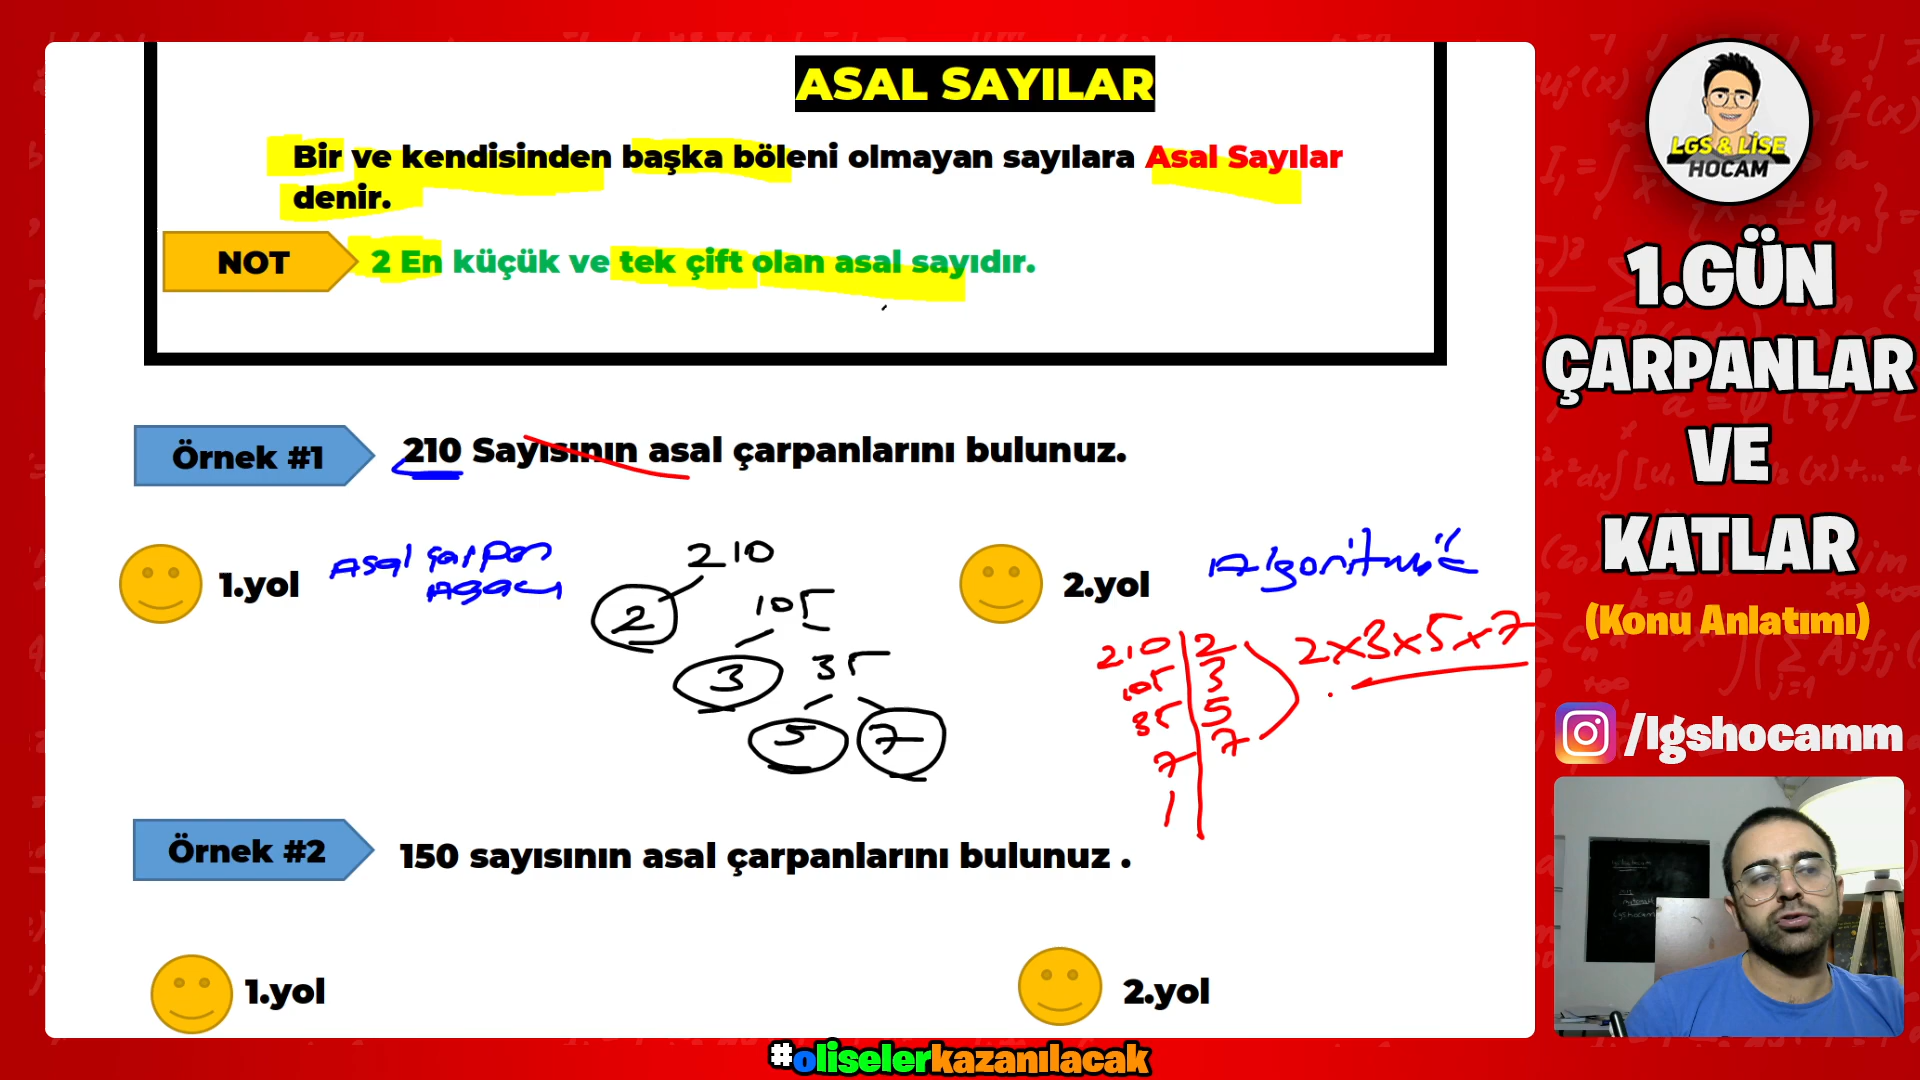 ASAL SAYILAR
Bir ve kendisinden başka böleni olmayan sayılara Asal Sayılar
denir.
NOT
2 En küçük ve tek çift olan asal sayıdır.
Örnek #1
210 Sayısının asal çarpanlarını bulunuz.
1.yol
Asal çarpan
Ağacı
210
2
105
3
35
5
7
2.yol
Algoritma
210 2
105 3
35 5
7 7
1
2x3x5x7
Örnek #2
150 sayısının asal çarpanlarını bulunuz .
1.yol
2.yol
LGS & LİSE
HOCAM
1.GÜN
ÇARPANLAR
VE
KATLAR
(Konu Anlatımı)
/lgshocamm
#oliselerkazanılacak